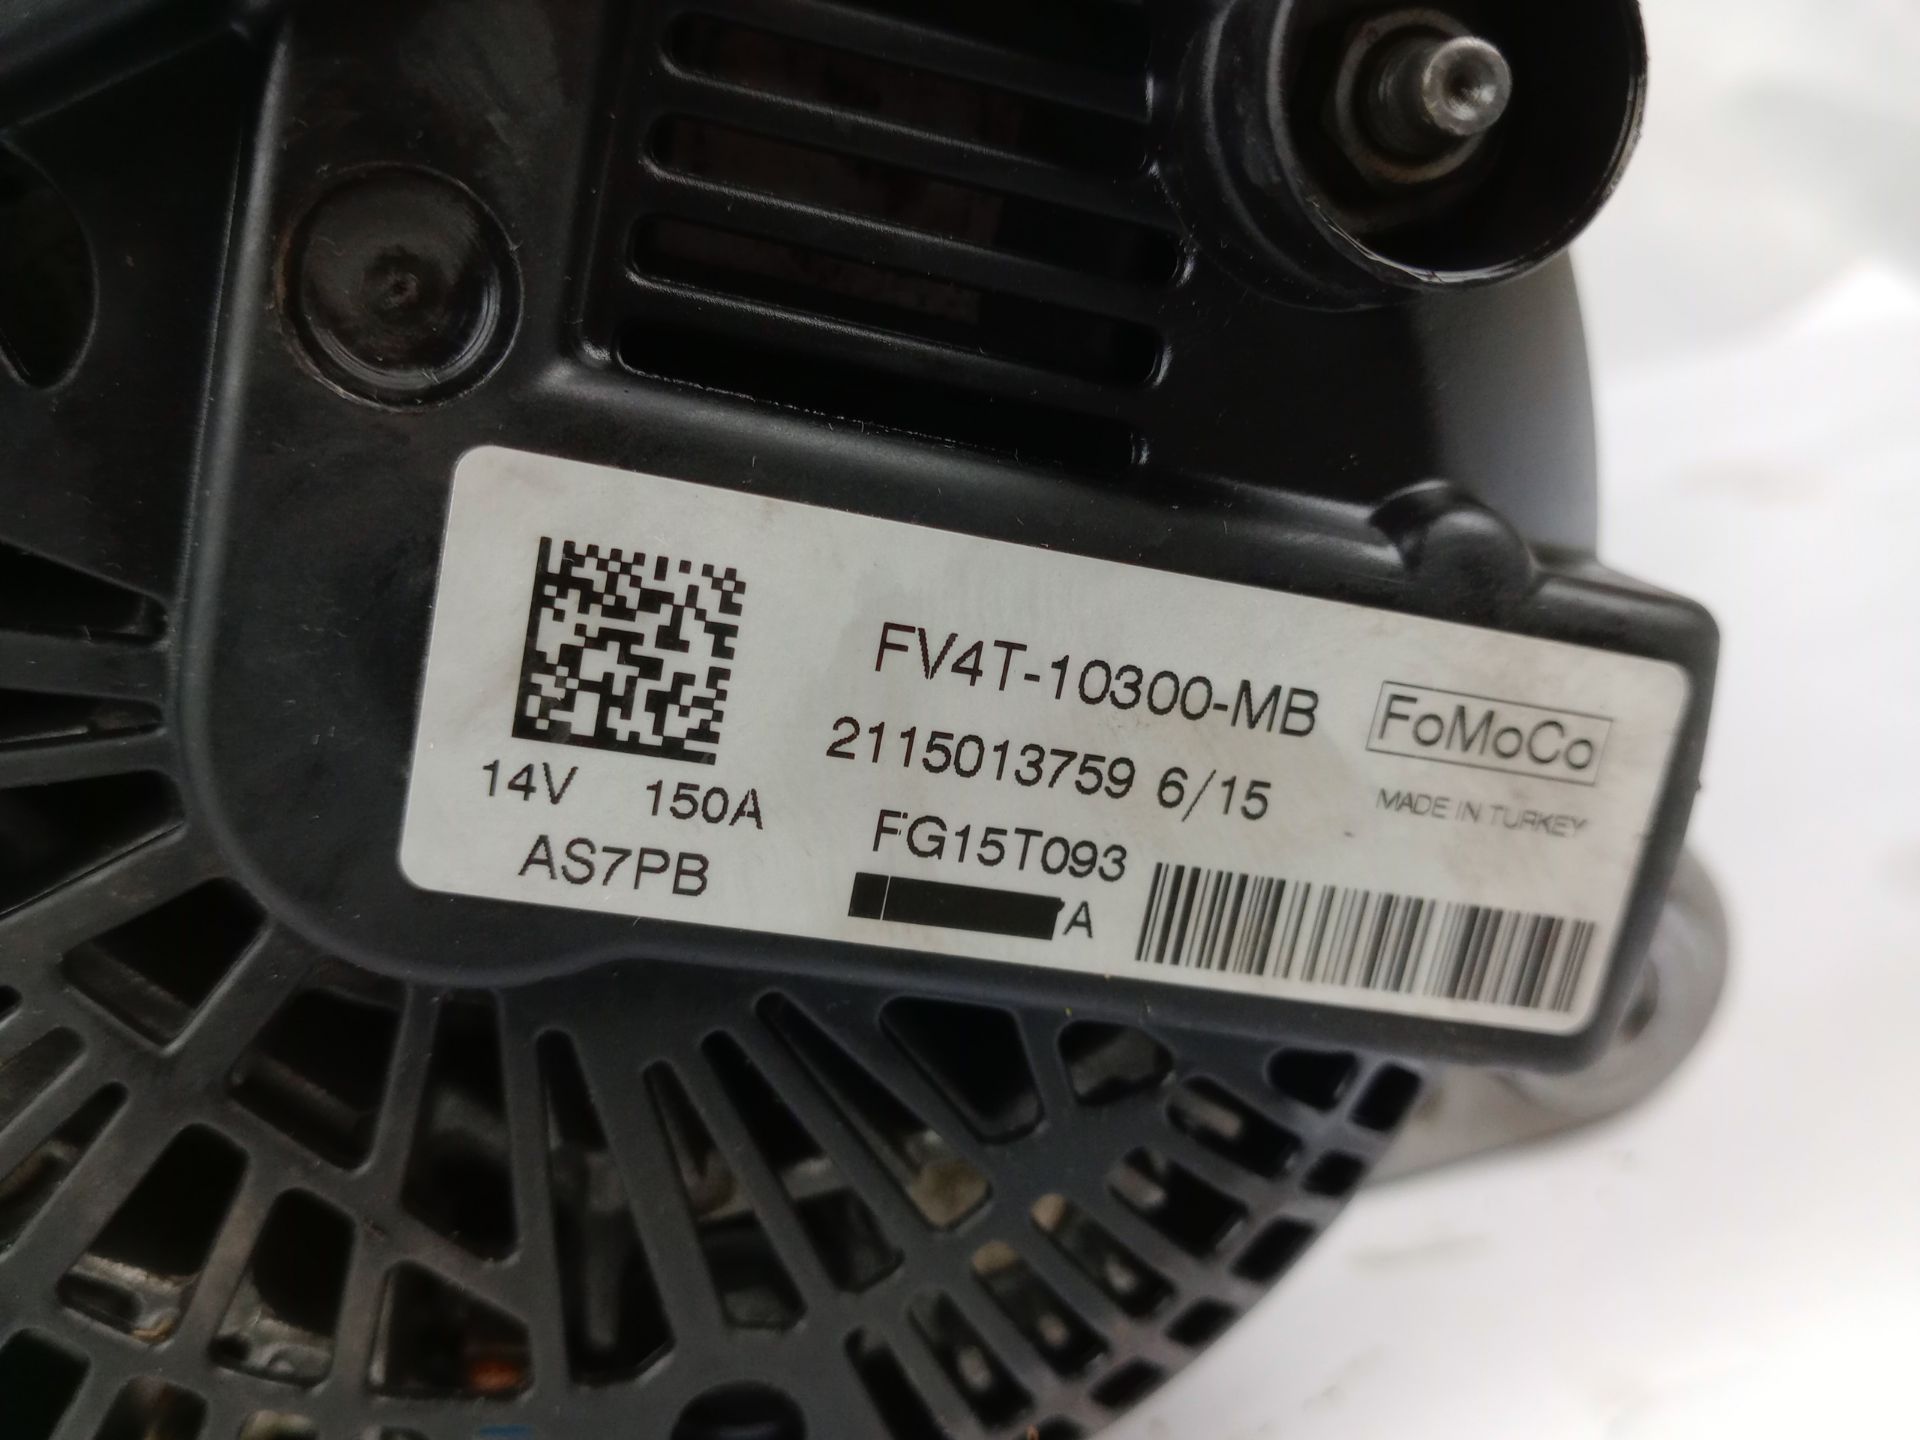 FV4T-10300-MB
FoMoCo
2115013759 6/15
MADE IN TURKEY
14V 150A
FG15T093
AS7PB
A